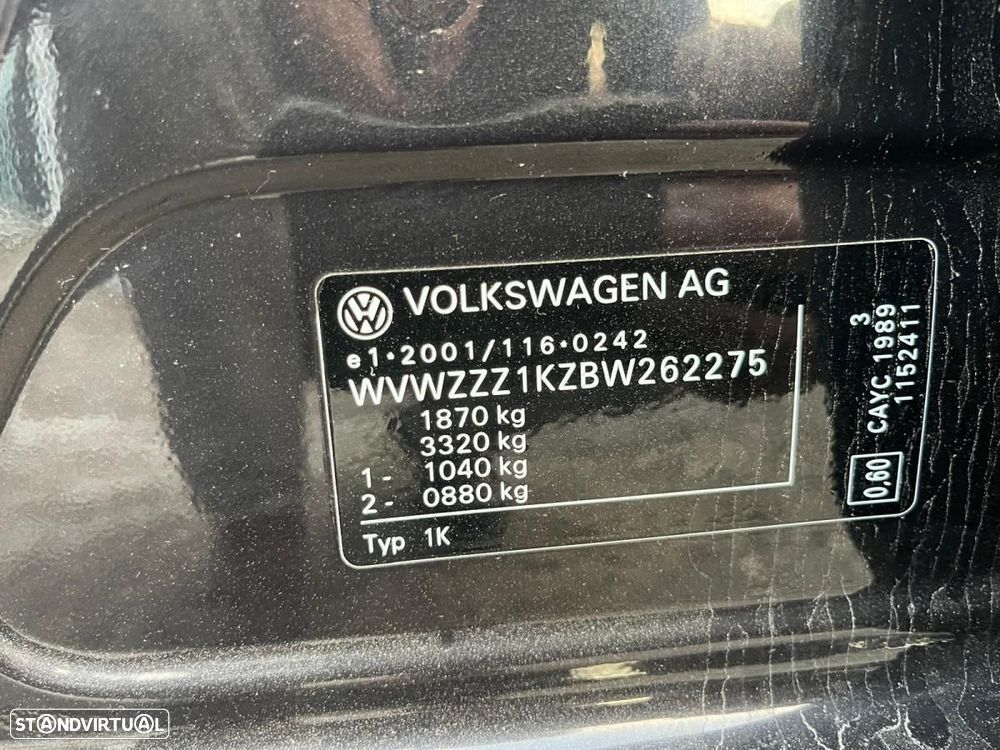 VOLKSWAGEN AG
e1*2001/116*0242
WVWZZZ1KZBW262275
1870 kg
3320 kg
1- 1040 kg
2- 0880 kg
Typ 1K
0,60
CAYC.1989 3
1152411
STANDVIRTUAL